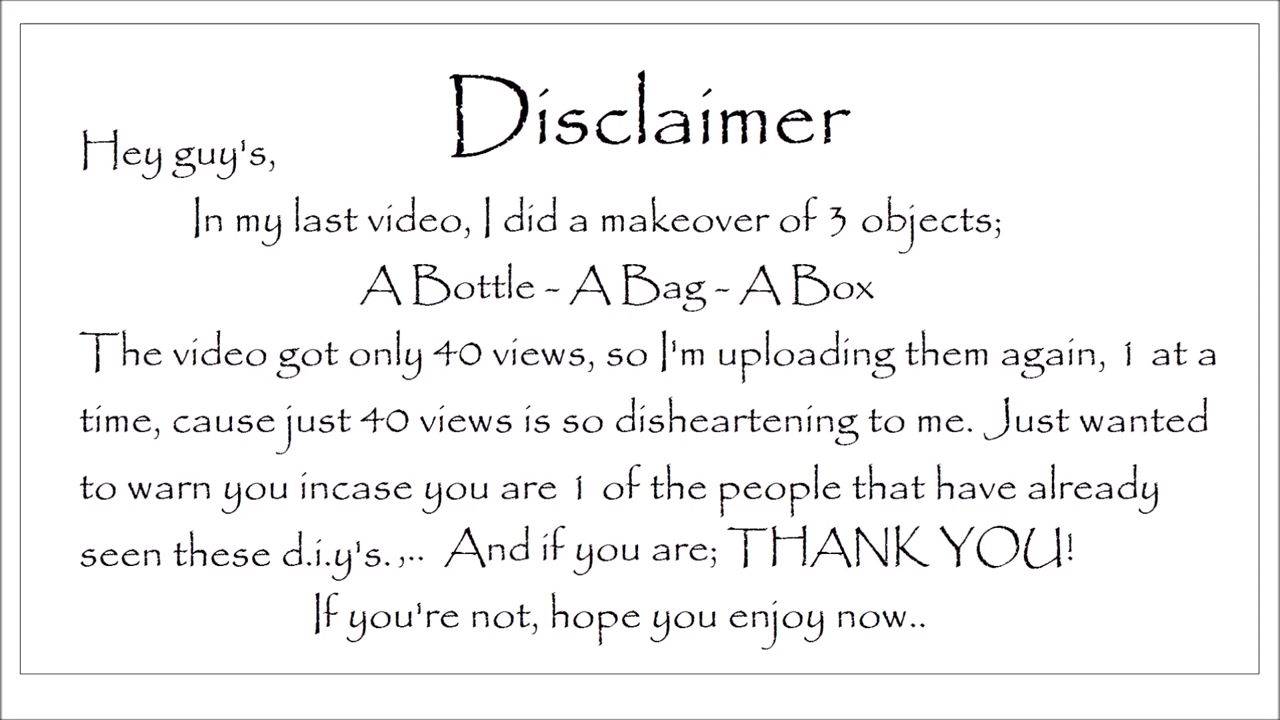 Disclaimer
Hey guy's,
In my last video, I did a makeover of 3 objects;
A Bottle - A Bag - A Box
The video got only 40 views, so I'm uploading them again, 1 at a
time, cause just 40 views is so disheartening to me. Just wanted
to warn you incase you are 1 of the people that have already
seen these d.i.y's. ,.. And if you are; THANK YOU!
If you're not, hope you enjoy now..